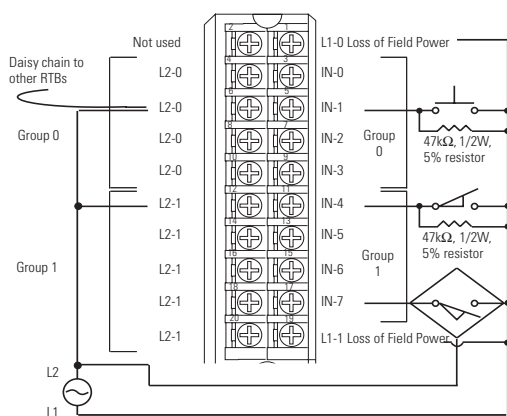 Not used
2
1
L1-0 Loss of Field Power
Daisy chain to
other RTBs
L2-0
4
3
IN-0
L2-0
6
5
IN-1
Group 0
L2-0
8
7
IN-2
Group
0
47kΩ, 1/2W,
5% resistor
L2-0
10
9
IN-3
L2-1
12
11
IN-4
L2-1
14
13
IN-5
Group
1
47kΩ, 1/2W,
5% resistor
Group 1
L2-1
16
15
IN-6
L2-1
18
17
IN-7
L2-1
20
19
L1-1 Loss of Field Power
L2
L1